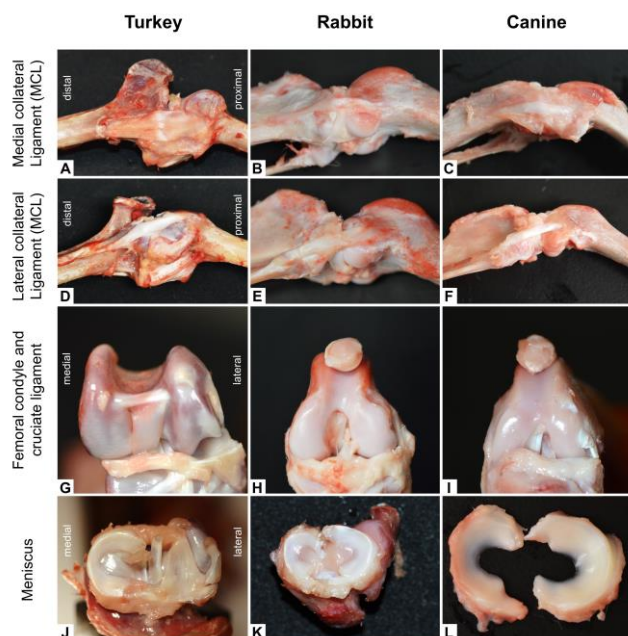 Turkey Rabbit Canine
Medial collateral
Ligament (MCL)
distal
proximal
A B C
Lateral collateral
Ligament (MCL)
distal
proximal
D E F
Femoral condyle and
cruciate ligament
medial
lateral
G H I
Meniscus
medial
lateral
J K L